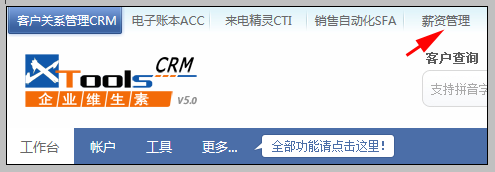 客户关系管理CRM 电子账本ACC 来电精灵CTI 销售自动化SFA 薪资管理
客户查询
XTools CRM
企业维生素 v5.0
支持拼音字
工作台 帐户 工具 更多... 全部功能请点击这里！